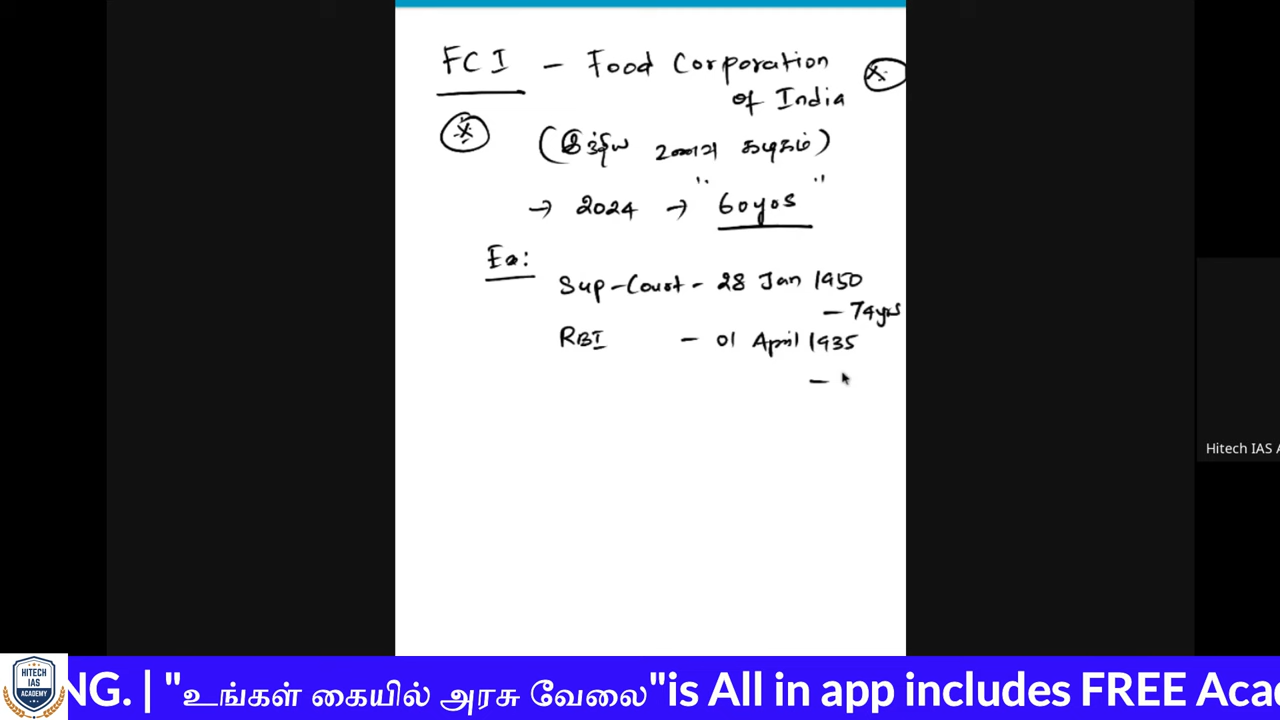 FCI - Food Corporation
of India
(இந்திய உணவு கழகம்)
→ 2024 → "60yrs"
Ex:
Sup-Court - 28 Jan 1950
- 74yrs
RBI - 01 April 1935
-
Hitech IAS A
HITECH
IAS
ACADEMY
NG. | "உங்கள் கையில் அரசு வேலை"is All in app includes FREE Aca